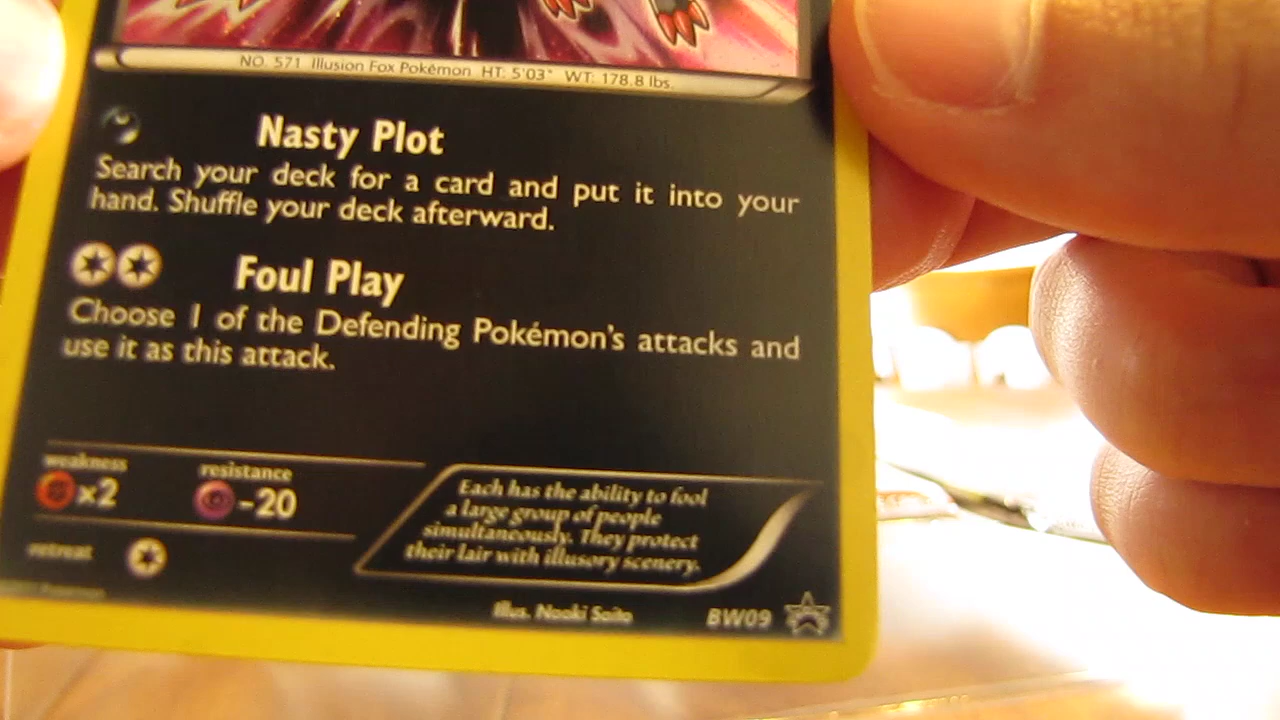 NO. 571 Illusion Fox Pokémon HT: 5'03" WT: 178.8 lbs.
Nasty Plot
Search your deck for a card and put it into your
hand. Shuffle your deck afterward.
Foul Play
Choose 1 of the Defending Pokémon's attacks and
use it as this attack.
weakness
x2
resistance
-20
retreat
Each has the ability to fool
a large group of people
simultaneously. They protect
their lair with illusory scenery.
Illus. Naoki Saito
BW09